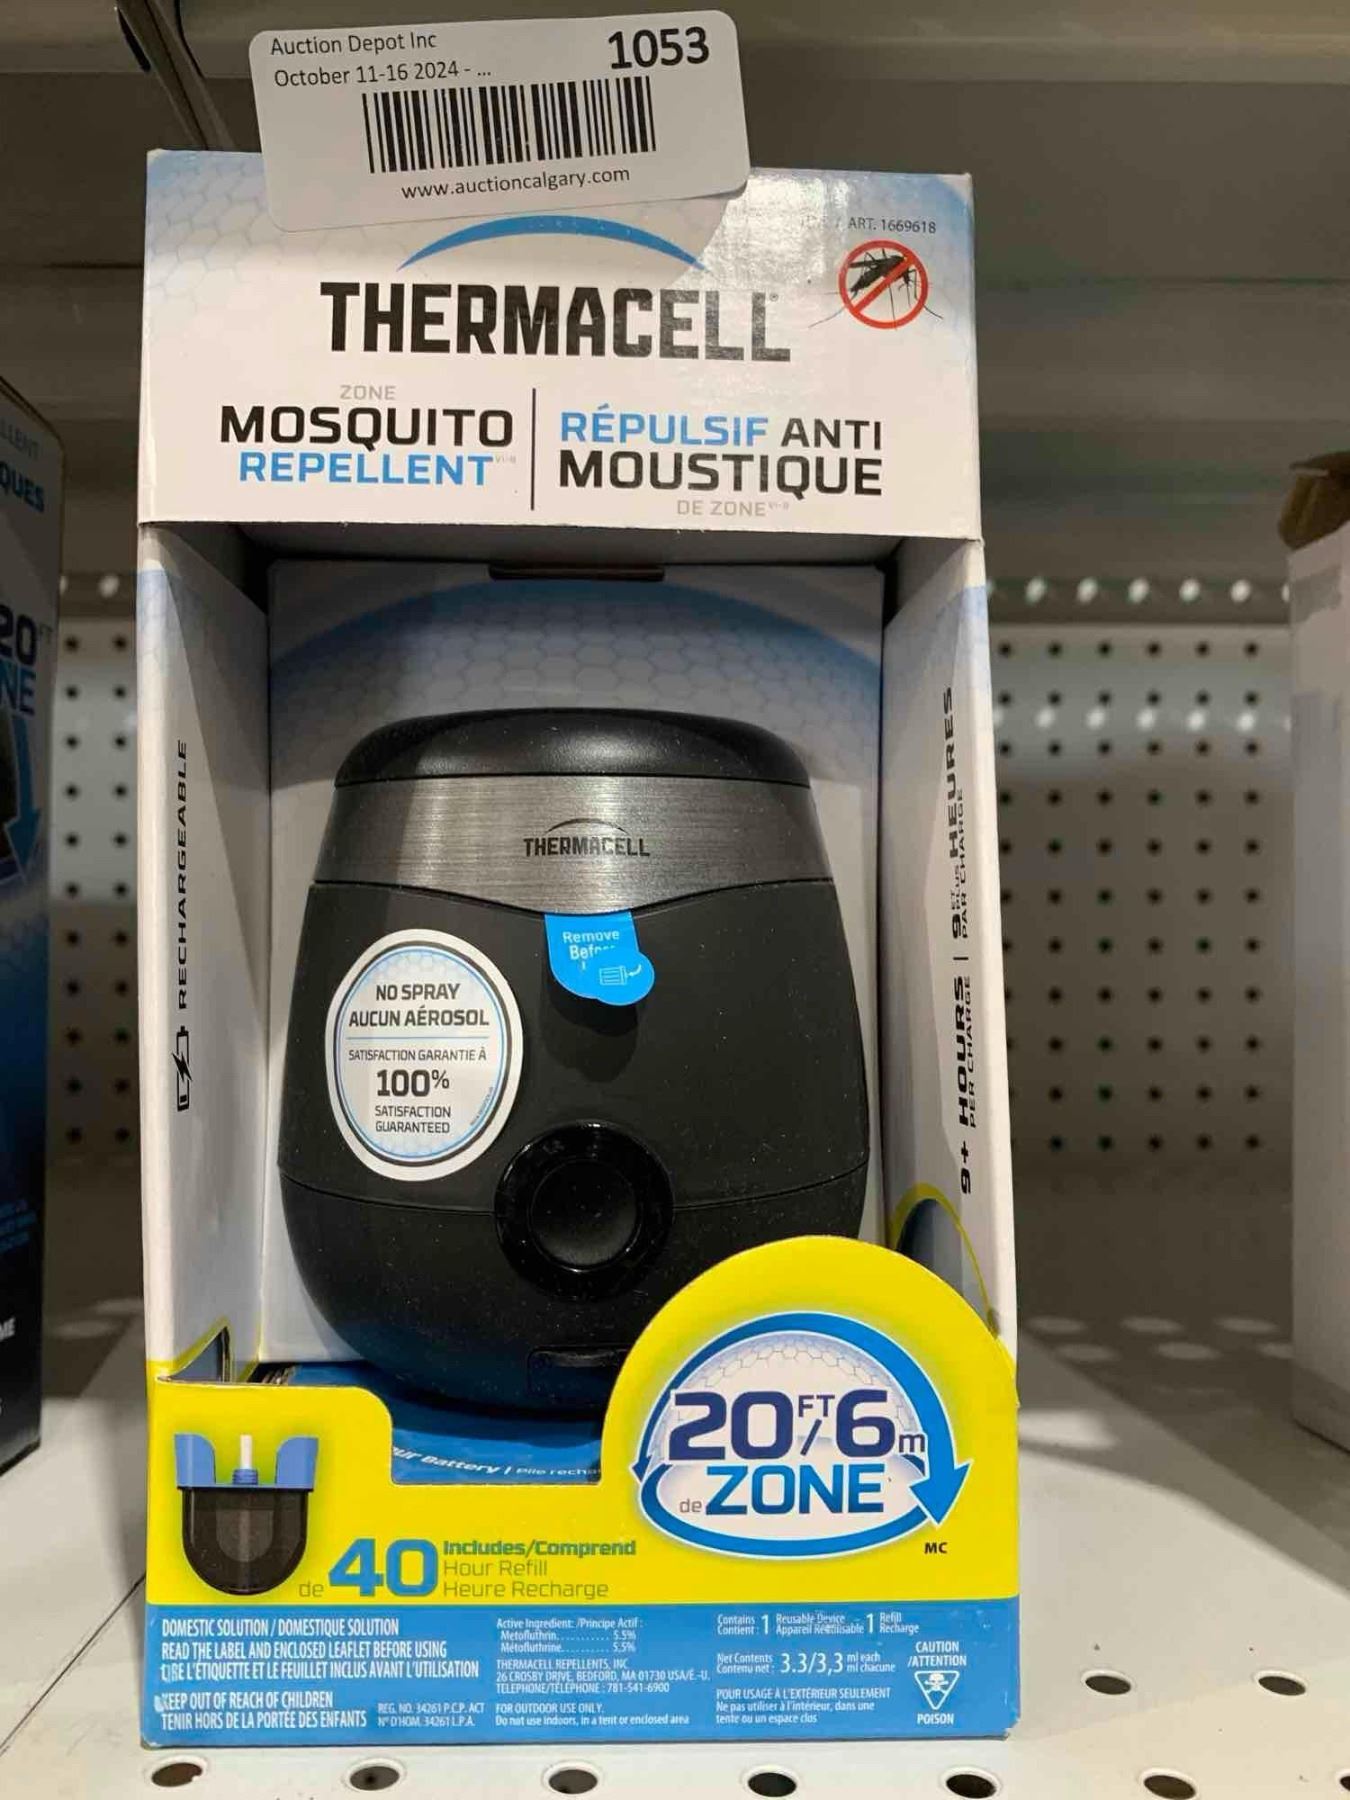 Auction Depot Inc
1053
October 11-16 2024 - ...
www.auctioncalgary.com
ART. 1669618
THERMACELL
ZONE
MOSQUITO
REPELLENT
RÉPULSIF ANTI
MOUSTIQUE
DE ZONE
RECHARGEABLE
9+ HOURS
PER CHARGE
9 ET PLUS HEURES
PAR CHARGE
THERMACELL
Remove
NO SPRAY
AUCUN AÉROSOL
SATISFACTION GARANTIE À
100%
SATISFACTION
GUARANTEED
20
20FT/6m
de ZONE
MC
Battery |
Includes/Comprend
de 40 Hour Refill
Heure Recharge
DOMESTIC SOLUTION / DOMESTIQUE SOLUTION
READ THE LABEL AND ENCLOSED LEAFLET BEFORE USING
LIRE L'ÉTIQUETTE ET LE FEUILLET INCLUS AVANT L'UTILISATION
KEEP OUT OF REACH OF CHILDREN
TENIR HORS DE LA PORTÉE DES ENFANTS
REG. NO. 34261 P.C.P. ACT
N° D'HOM. 34261 L.P.A.
Active Ingredient: /Principe Actif :
Metofluthrin.......... 5.5%
Métofluthrine.......... 5.5%
THERMACELL REPELLENTS, INC.
26 CROSBY DRIVE, BEDFORD, MA 01730 USA/É.-U.
TELEPHONE/TÉLÉPHONE : 781-541-6900
FOR OUTDOOR USE ONLY.
Do not use indoors, in a tent or enclosed area
Contains 1 Reusable Device 1 Refill
Contient : Appareil Réutilisable Recharge
Net Contents 3.3/3,3 ml each
Contenu net : ml chacune
POUR USAGE À L'EXTÉRIEUR SEULEMENT
Ne pas utiliser à l'intérieur, dans une
tente ou un espace clos
CAUTION
/ATTENTION
POISON